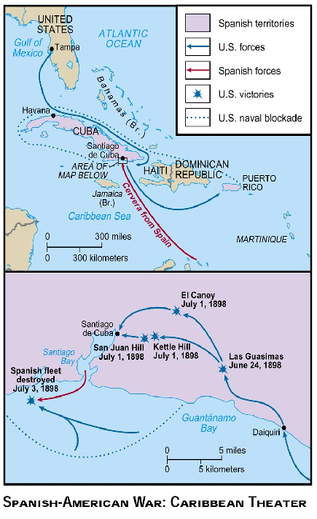 UNITED
STATES
ATLANTIC
OCEAN
Gulf of
Mexico
Tampa
Bahamas (Br.)
Havana
CUBA
Santiago
de Cuba
AREA OF
MAP BELOW
Jamaica
(Br.)
HAITI
DOMINICAN
REPUBLIC
PUERTO
RICO
Caribbean Sea
Cervera from Spain
MARTINIQUE
0 300 miles
0 300 kilometers
Spanish territories
U.S. forces
Spanish forces
U.S. victories
U.S. naval blockade
El Canoy
July 1, 1898
Santiago
de Cuba
San Juan Hill
July 1, 1898
Kettle Hill
July 1, 1898
Las Guasimas
June 24, 1898
Santiago
Bay
Spanish fleet
destroyed
July 3, 1898
Guantánamo
Bay
Daiquiri
0 5 miles
0 5 kilometers
SPANISH-AMERICAN WAR: CARIBBEAN THEATER